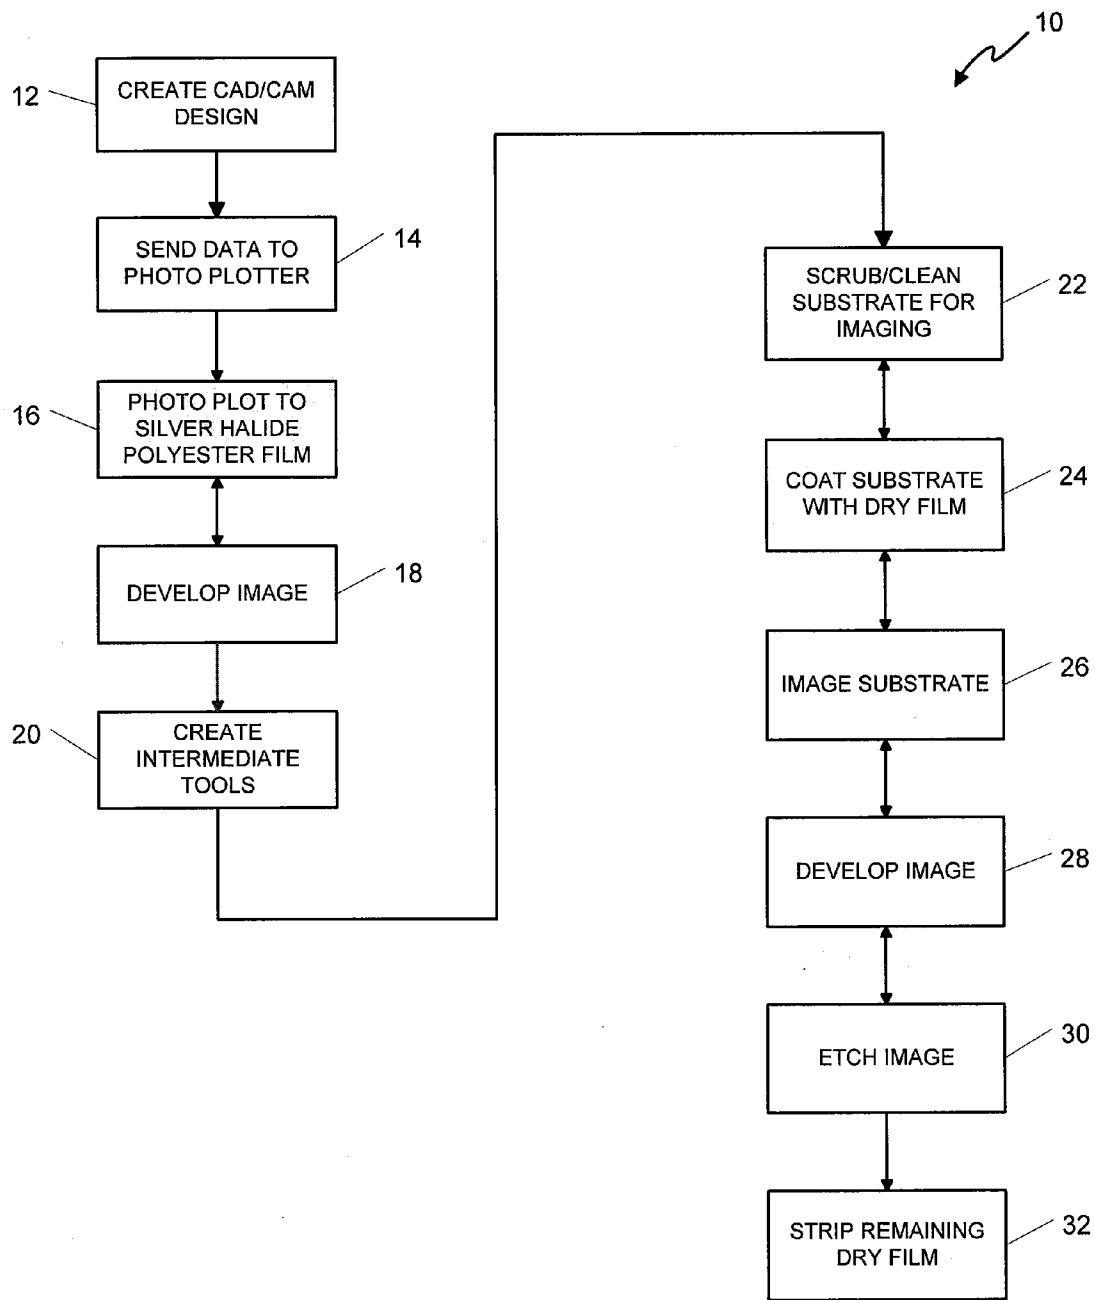 10
12
CREATE CAD/CAM
DESIGN
SEND DATA TO
PHOTO PLOTTER
14
16
PHOTO PLOT TO
SILVER HALIDE
POLYESTER FILM
DEVELOP IMAGE
18
20
CREATE
INTERMEDIATE
TOOLS
SCRUB/CLEAN
SUBSTRATE FOR
IMAGING
22
COAT SUBSTRATE
WITH DRY FILM
24
IMAGE SUBSTRATE
26
DEVELOP IMAGE
28
ETCH IMAGE
30
STRIP REMAINING
DRY FILM
32